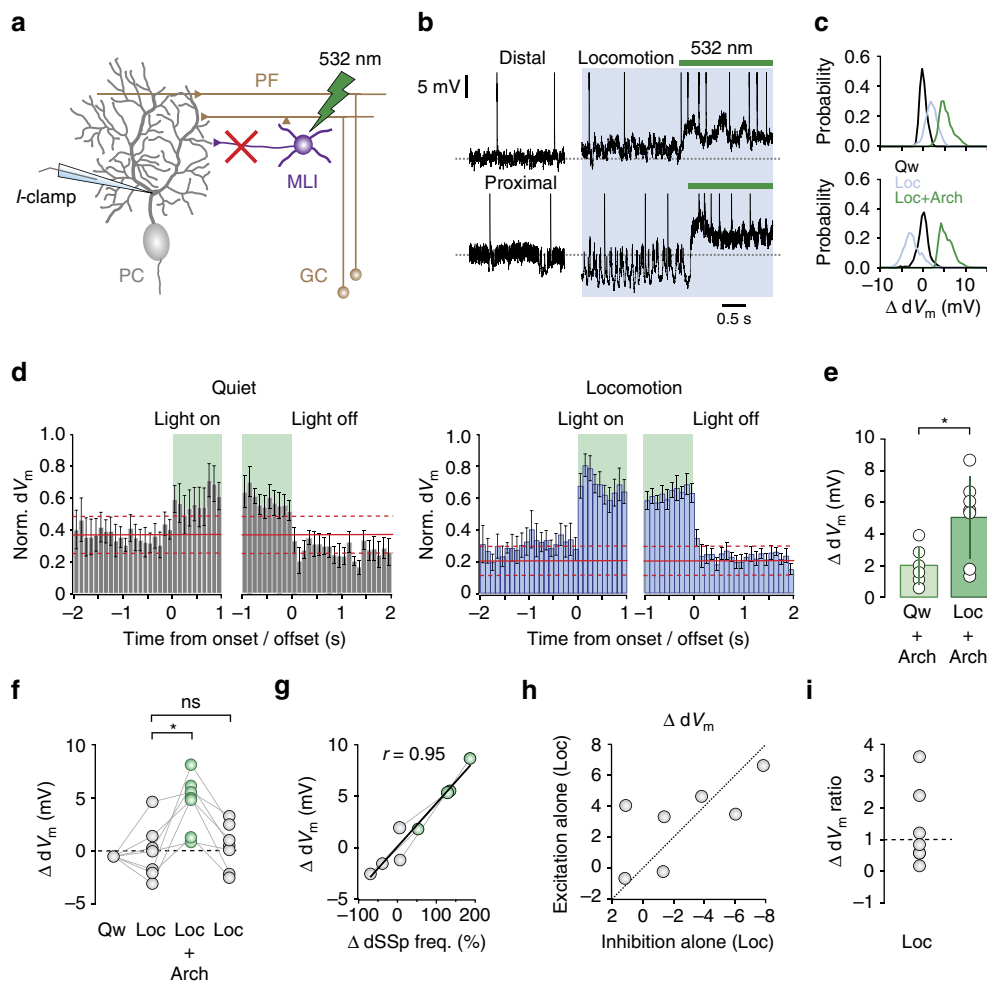 a
532 nm
PF
MLI
I-clamp
PC
GC
b
Distal
Locomotion
532 nm
5 mV
Proximal
0.5 s
c
Probability
0.6
0.4
0.2
0.0
Qw
Loc
Loc+Arch
Probability
0.6
0.4
0.2
0.0
−10 0 10
Δ dVm (mV)
d
Quiet
Light on
Light off
Norm. dVm
1.0
0.8
0.6
0.4
0.2
0
−2 −1 0 1
−1 0 1 2
Time from onset / offset (s)
Locomotion
Light on
Light off
Norm. dVm
1.0
0.8
0.6
0.4
0.2
0
−2 −1 0 1
−1 0 1 2
Time from onset / offset (s)
e
*
Δ dVm (mV)
10
8
6
4
2
0
Qw + Arch
Loc + Arch
f
ns
*
Δ dVm (mV)
10
5
0
−5
Qw Loc Loc + Arch Loc
g
r = 0.95
Δ dVm (mV)
10
5
0
−5
−100 0 100 200
Δ dSSp freq. (%)
h
Δ dVm
Excitation alone (Loc)
8
6
4
2
0
−2
2 0 −2 −4 −6 −8
Inhibition alone (Loc)
i
Δ dVm ratio
4
3
2
1
0
−1
Loc